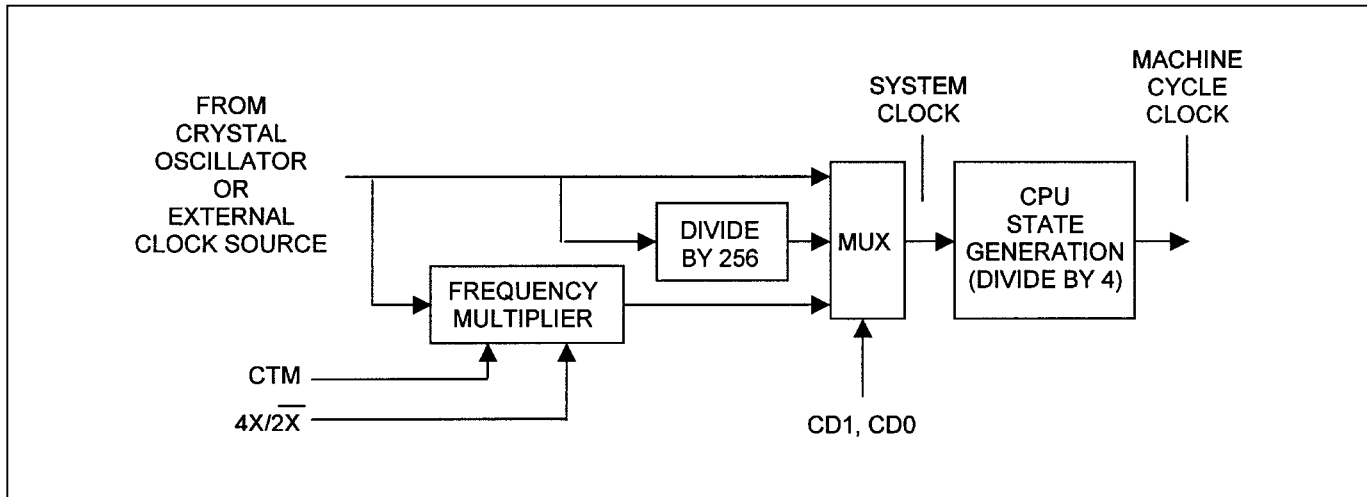 FROM
CRYSTAL
OSCILLATOR
OR
EXTERNAL
CLOCK SOURCE
FREQUENCY
MULTIPLIER
CTM
4X/2X̅
DIVIDE
BY 256
MUX
CD1, CD0
SYSTEM
CLOCK
CPU
STATE
GENERATION
(DIVIDE BY 4)
MACHINE
CYCLE
CLOCK